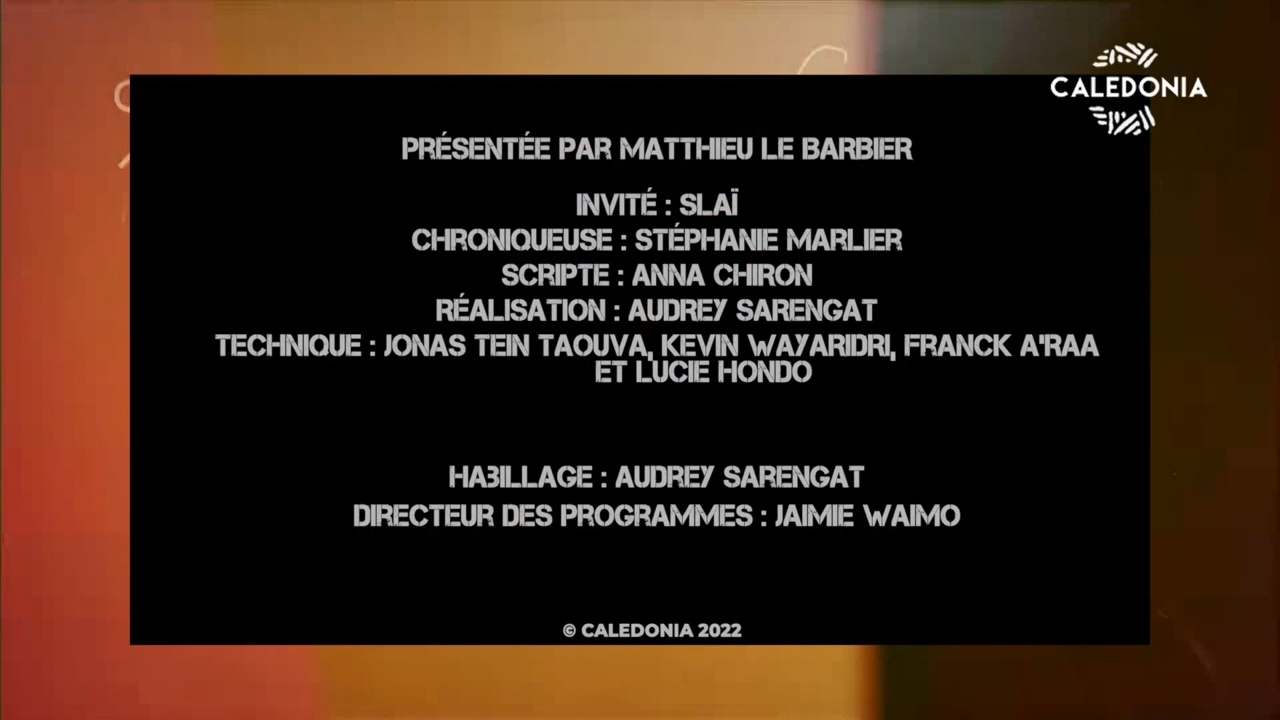 CALEDONIA
PRÉSENTÉE PAR MATTHIEU LE BARBIER
INVITÉ : SLAÏ
CHRONIQUEUSE : STÉPHANIE MARLIER
SCRIPTE : ANNA CHIRON
RÉALISATION : AUDREY SARENGAT
TECHNIQUE : JONAS TEIN TAOUVA, KEVIN WAYARIDRI, FRANCK A'RAA
ET LUCIE HONDO
HABILLAGE : AUDREY SARENGAT
DIRECTEUR DES PROGRAMMES : JAIMIE WAIMO
© CALEDONIA 2022